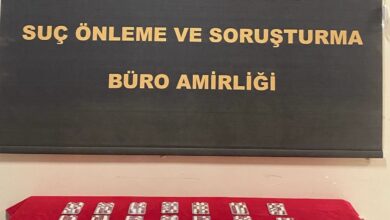 SUÇ ÖNLEME VE SORUŞTURMA
BÜRO AMİRLİĞİ